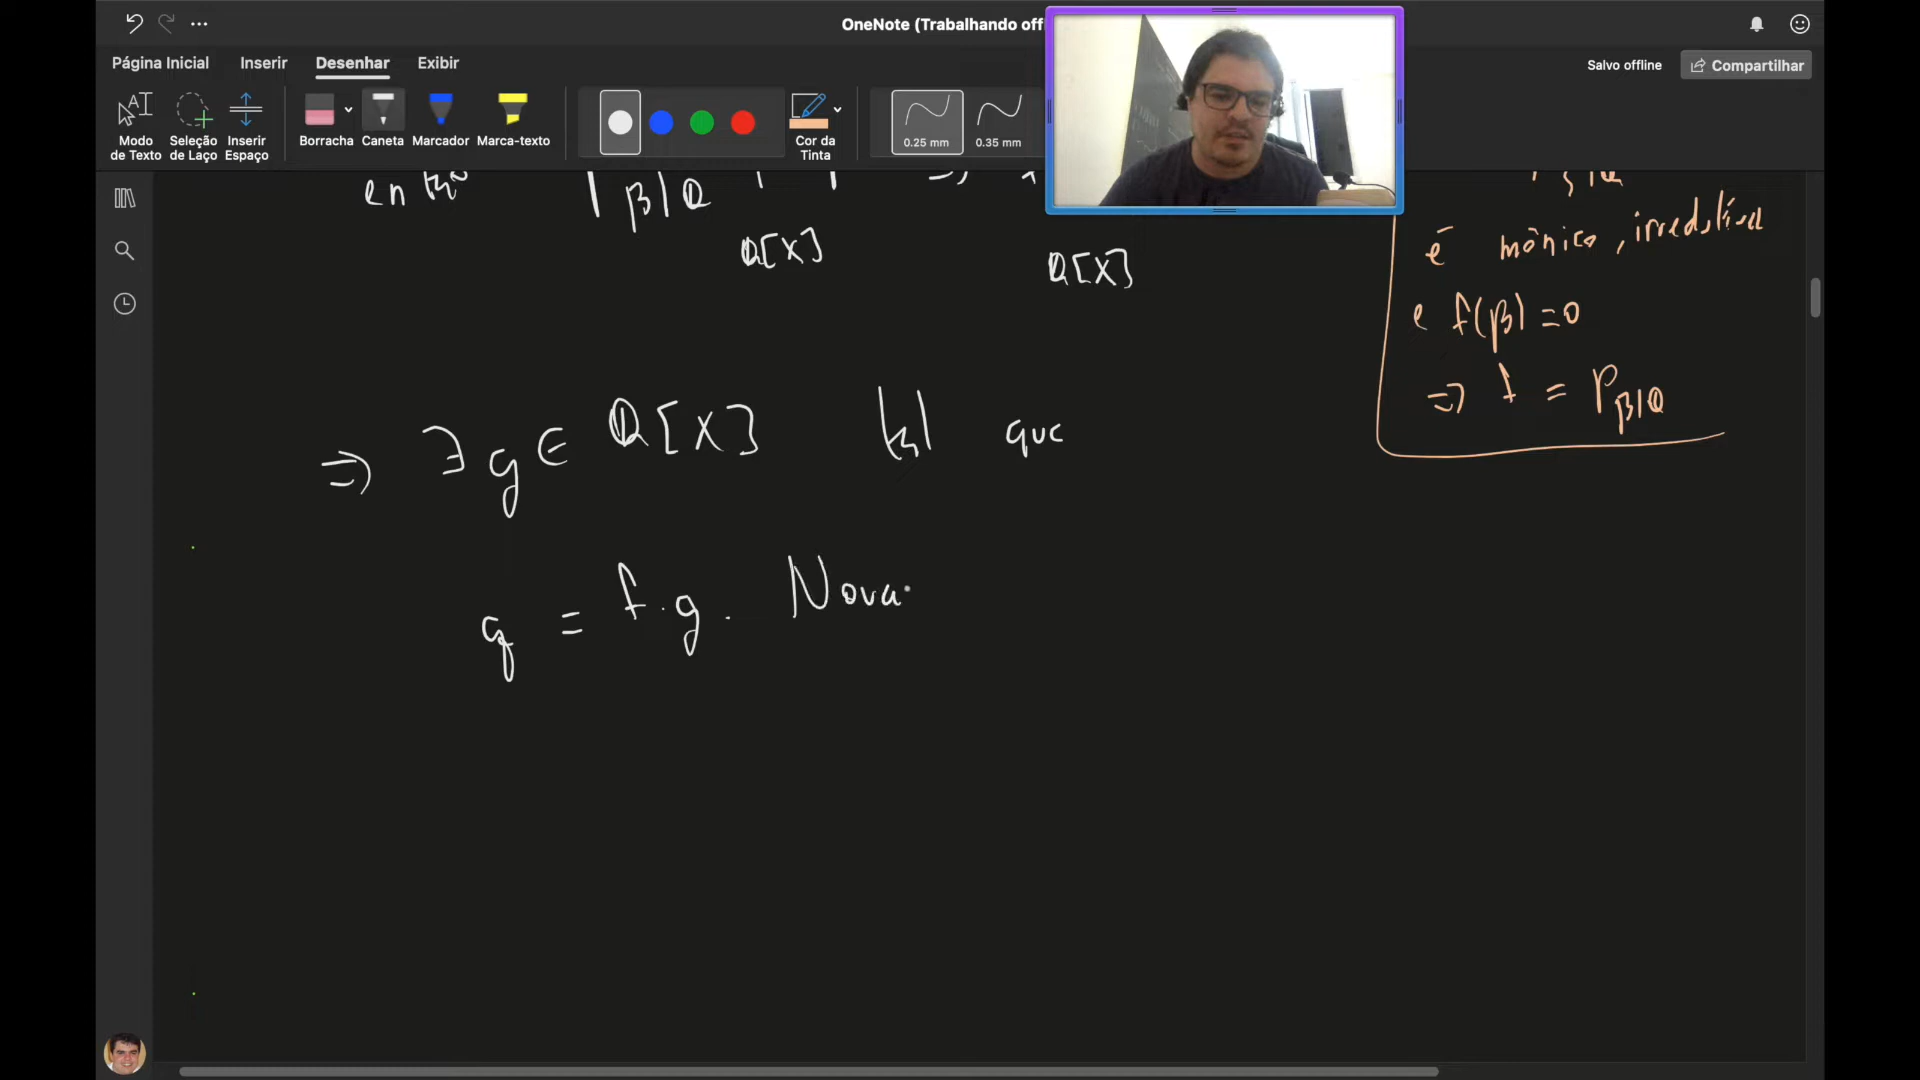 OneNote (Trabalhando off
Página Inicial Inserir Desenhar Exibir
Salvo offline Compartilhar
Modo de Texto
Seleção de Laço
Inserir Espaço
Borracha Caneta Marcador Marca-texto
Cor da Tinta
0.25 mm 0.35 mm
então β|ℚ
ℚ[X] ℚ[X]
é mônico, irredutível
e f(β) = 0
⇒ f = P_{β|ℚ}
⇒ ∃ g ∈ ℚ[X] tal que
q = f.g. Nova